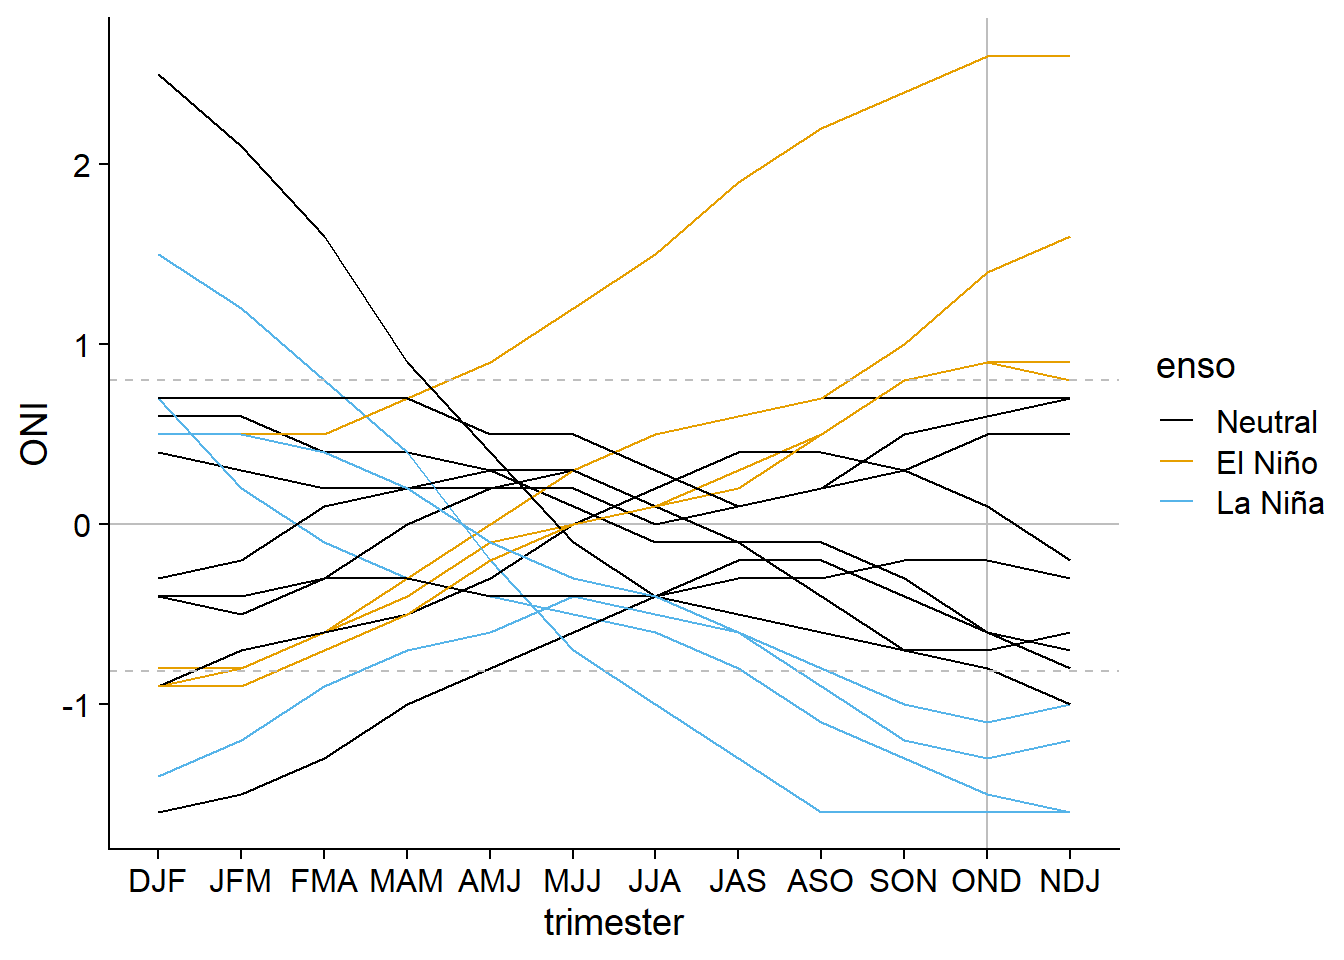 2
1
0
-1
ONI
DJF JFM FMA MAM AMJ MJJ JJA JAS ASO SON OND NDJ
trimester
enso
Neutral
El Niño
La Niña